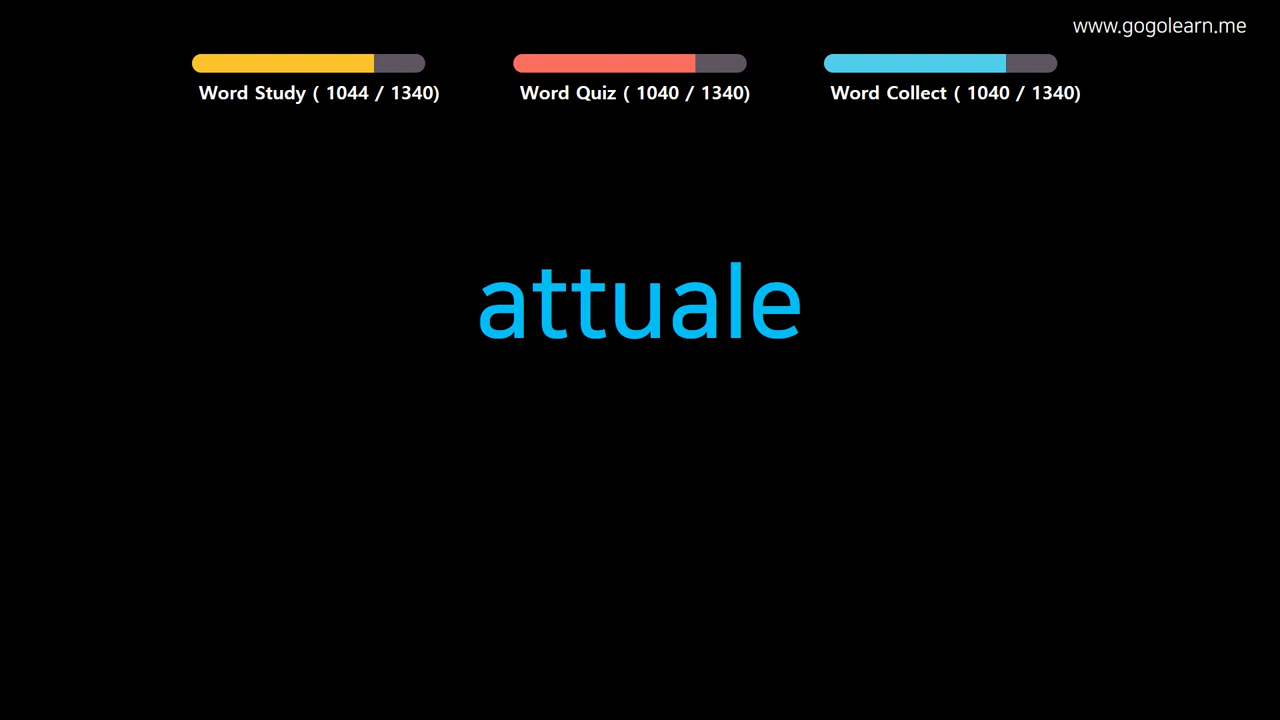 www.gogolearn.me
Word Study ( 1044 / 1340)
Word Quiz ( 1040 / 1340)
Word Collect ( 1040 / 1340)
attuale